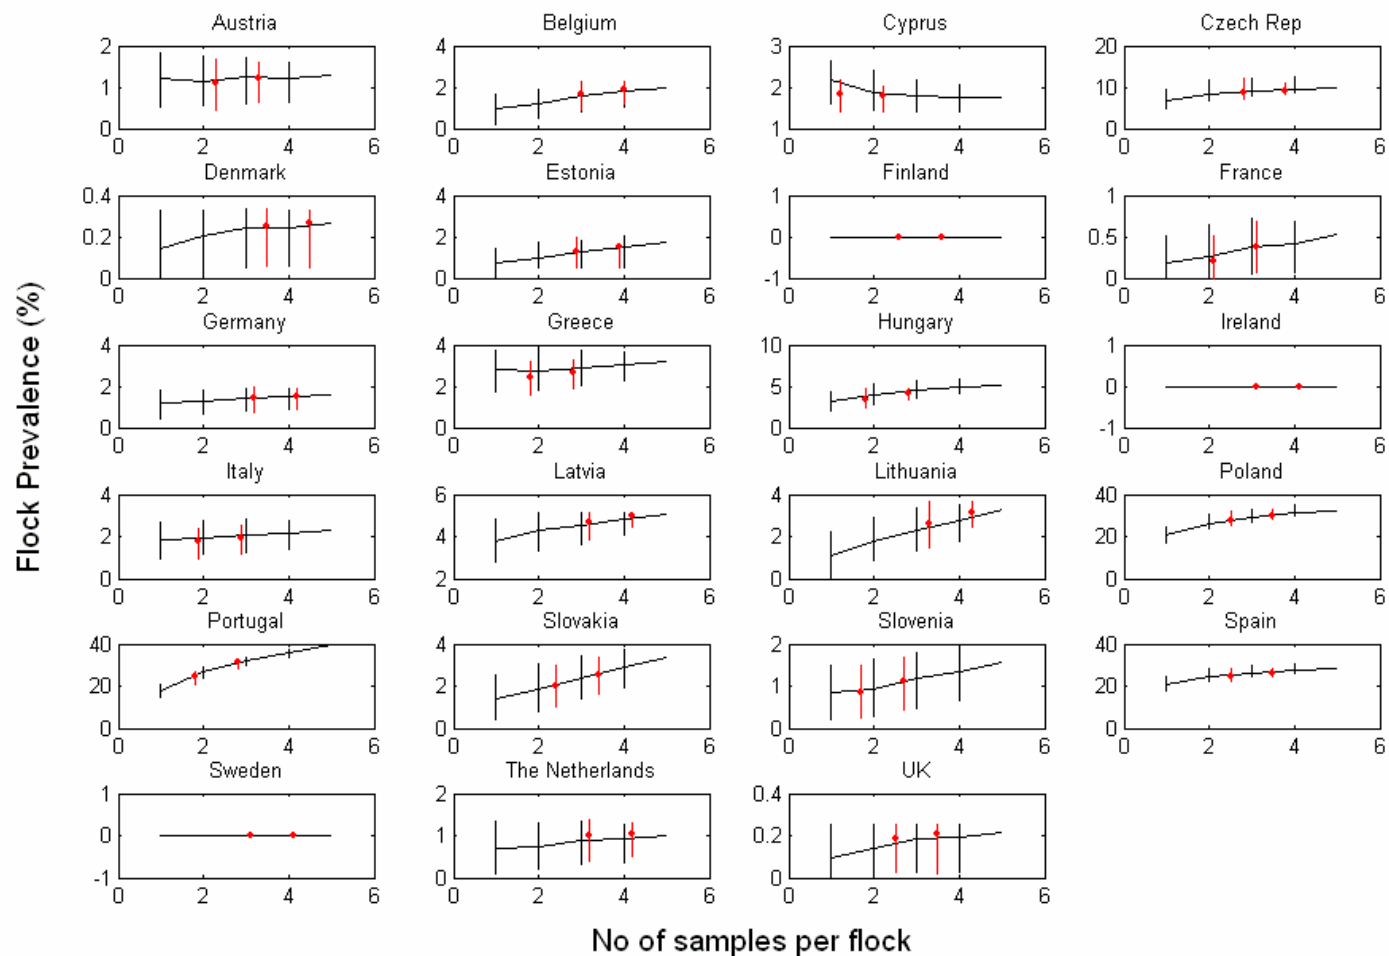 Austria Belgium Cyprus Czech Rep
2 4 3 20
1 2 2 10
0 0 1 0
0 2 4 6 0 2 4 6 0 2 4 6 0 2 4 6
Denmark Estonia Finland France
0.4 4 1 1
0.2 2 0 0.5
0 0 -1 0
0 2 4 6 0 2 4 6 0 2 4 6 0 2 4 6
Germany Greece Hungary Ireland
4 4 10 1
2 2 5 0
0 0 0 -1
0 2 4 6 0 2 4 6 0 2 4 6 0 2 4 6
Flock Prevalence (%)
Italy Latvia Lithuania Poland
4 6 4 40
2 4 2 20
0 2 0 0
0 2 4 6 0 2 4 6 0 2 4 6 0 2 4 6
Portugal Slovakia Slovenia Spain
40 4 2 40
20 2 1 20
0 0 0 0
0 2 4 6 0 2 4 6 0 2 4 6 0 2 4 6
Sweden The Netherlands UK
1 2 0.4
0 1 0.2
-1 0 0
0 2 4 6 0 2 4 6 0 2 4 6
No of samples per flock